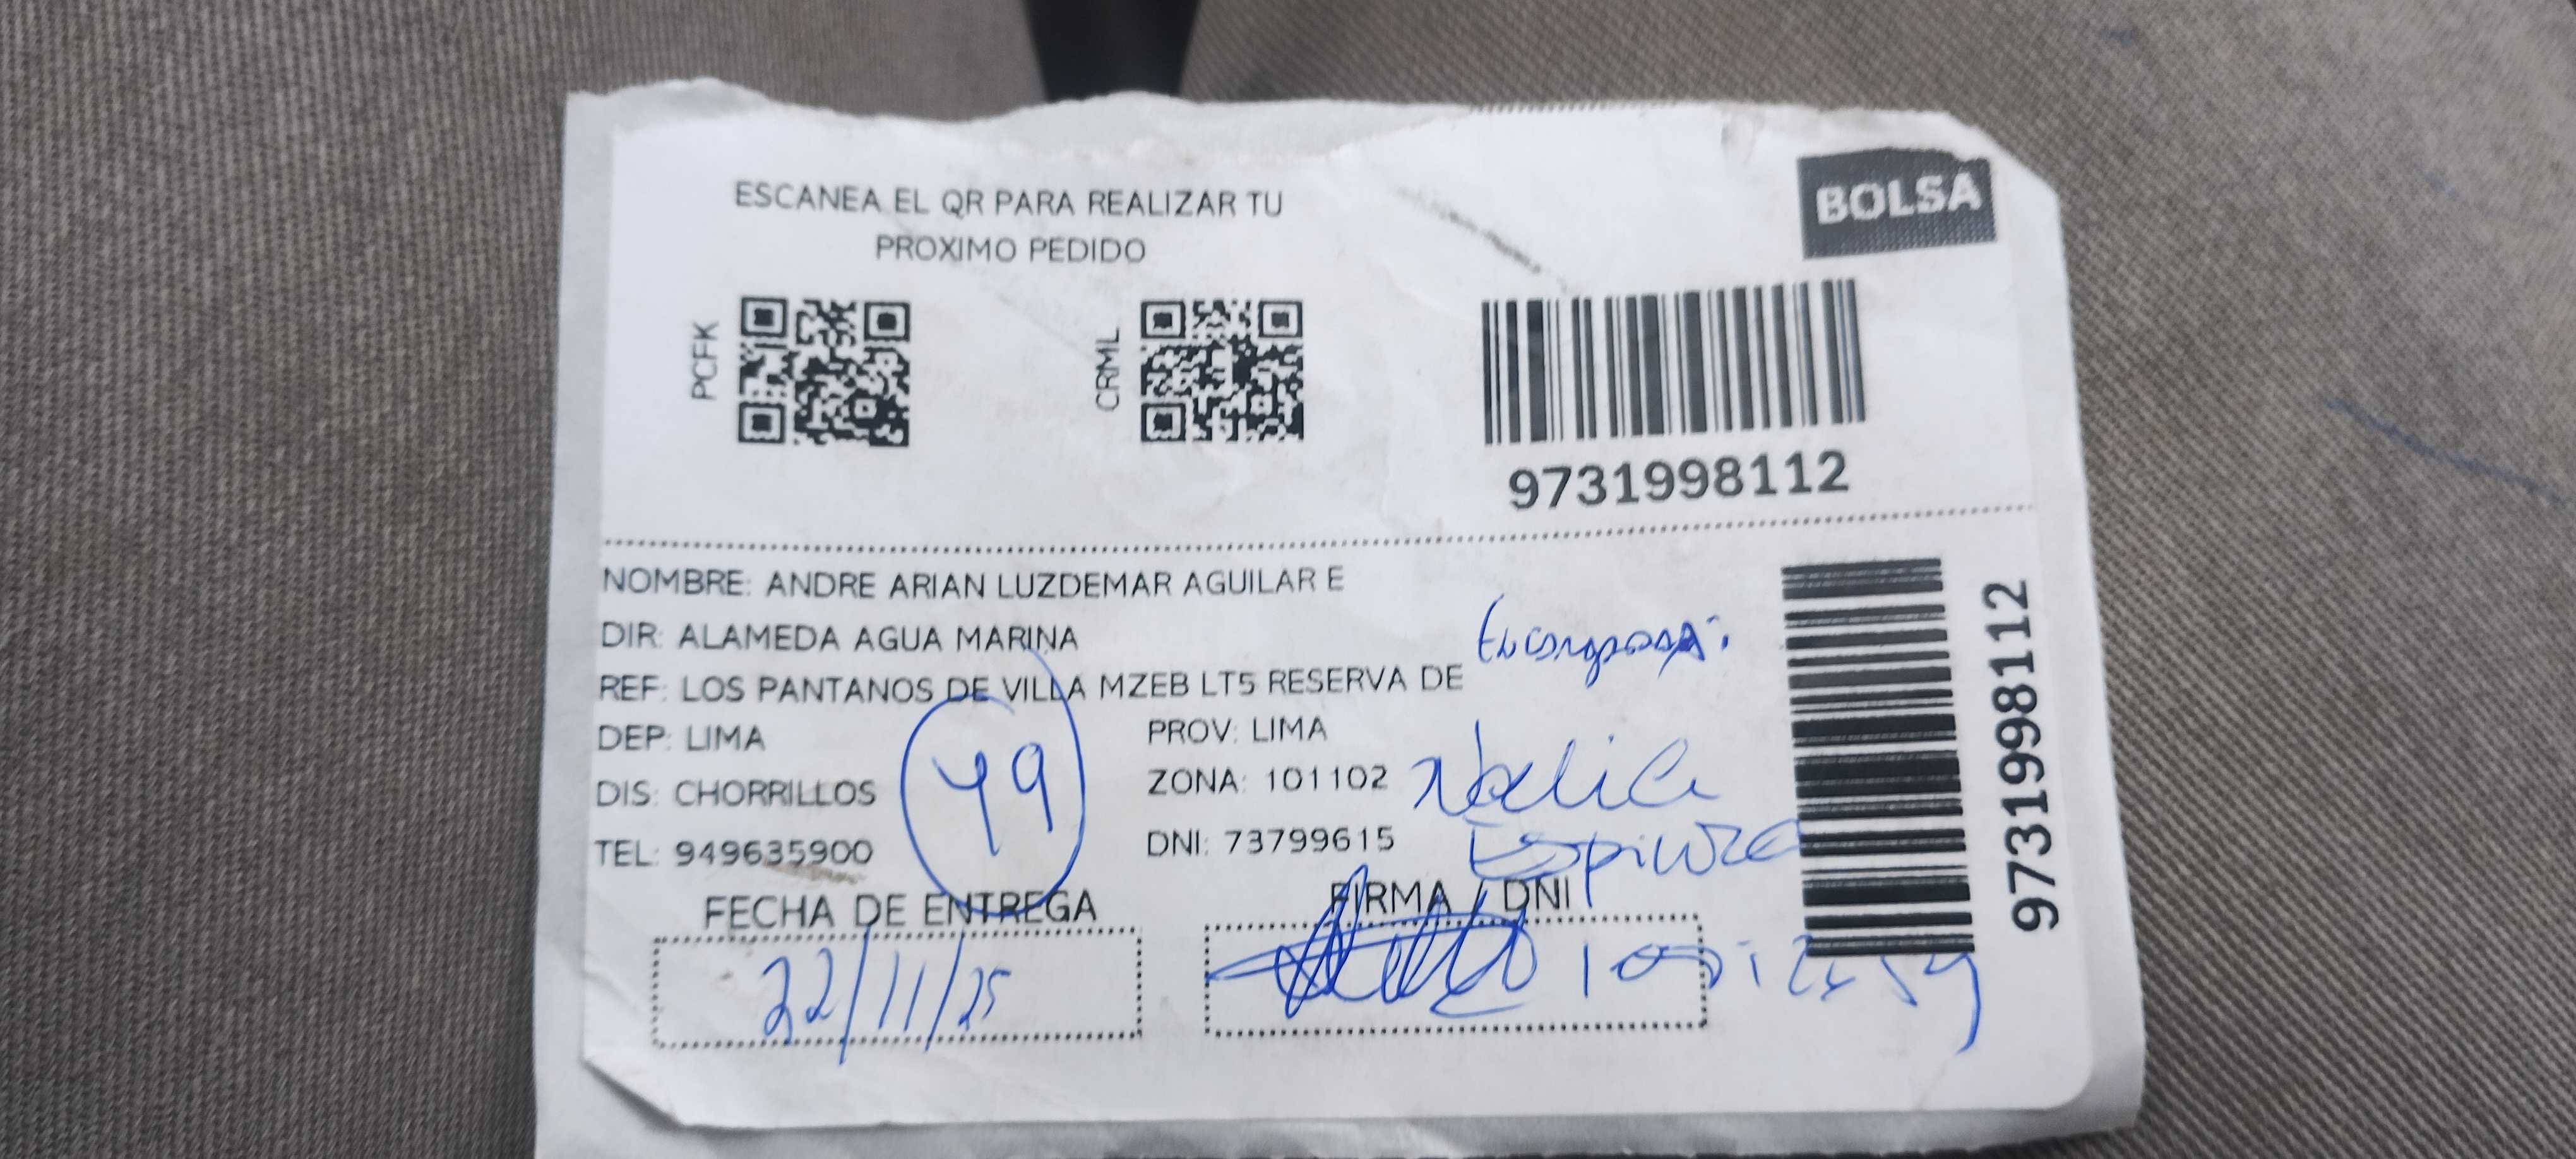 ESCANEA EL QR PARA REALIZAR TU
PROXIMO PEDIDO
BOLSA
PCFK
CRML
9731998112
NOMBRE: ANDRE ARIAN LUZDEMAR AGUILAR E
DIR: ALAMEDA AGUA MARINA
REF: LOS PANTANOS DE VILLA MZEB LT5 RESERVA DE
DEP: LIMA
PROV: LIMA
DIS: CHORRILLOS
49
ZONA: 101102
TEL: 949635900
DNI: 73799615
Espinoza
9731998112
FECHA DE ENTREGA
FIRMA / DNI
22/11/25